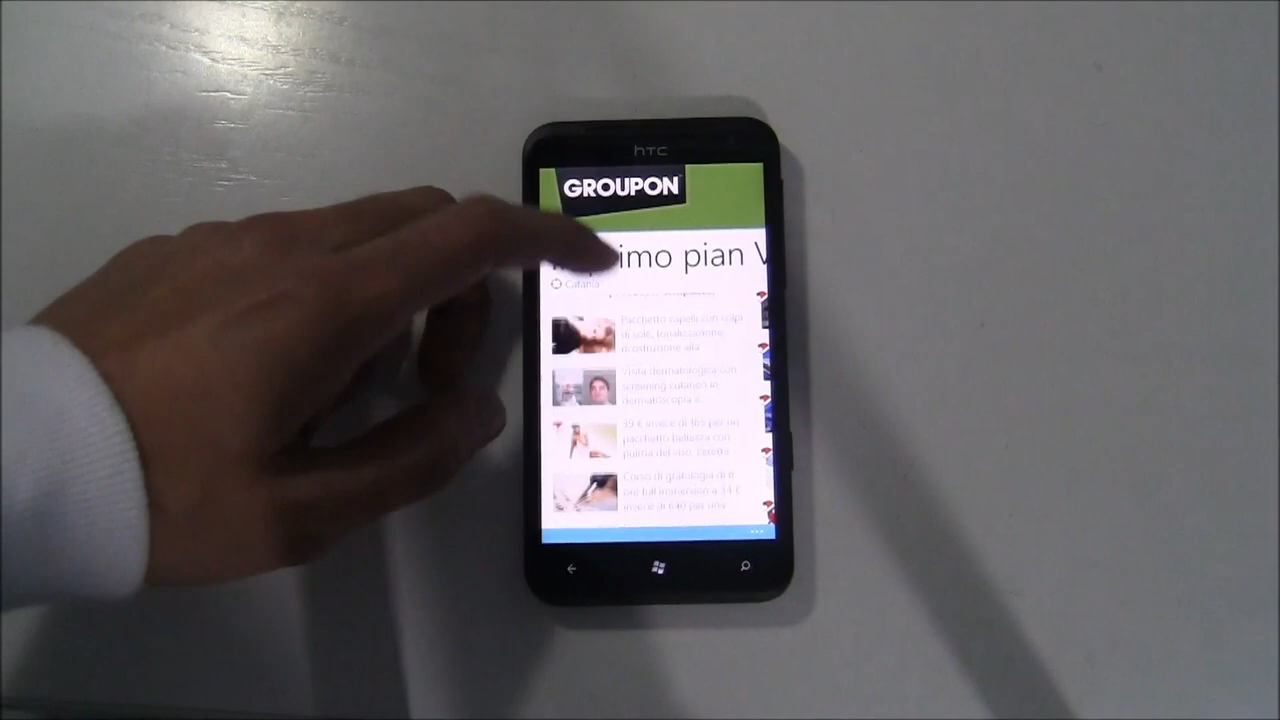 htc
GROUPON
imo pian V
Catania
Pacchetto capelli con colpi
di sole, tonalizzazione,
ricostruzione alla
Visita dermatologica con
screening cutaneo in
dermatoscopia e
39 € invece di 165 per un
pacchetto bellezza con
pulizia del viso, ceretta
Corso di grafologia di 6
ore full immersion a 34 €
invece di 640 per una